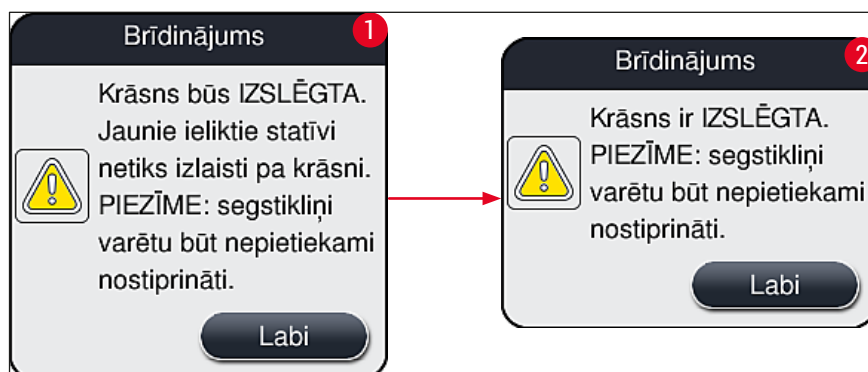 Brīdinājums
1
Krāsns būs IZSLĒGTA.
Jaunie ieliktie statīvi
netiks izlaisti pa krāsni.
PIEZĪME: segstikliņi
varētu būt nepietiekami
nostiprināti.
Labi
Brīdinājums
2
Krāsns ir IZSLĒGTA.
PIEZĪME: segstikliņi
varētu būt nepietiekami
nostiprināti.
Labi